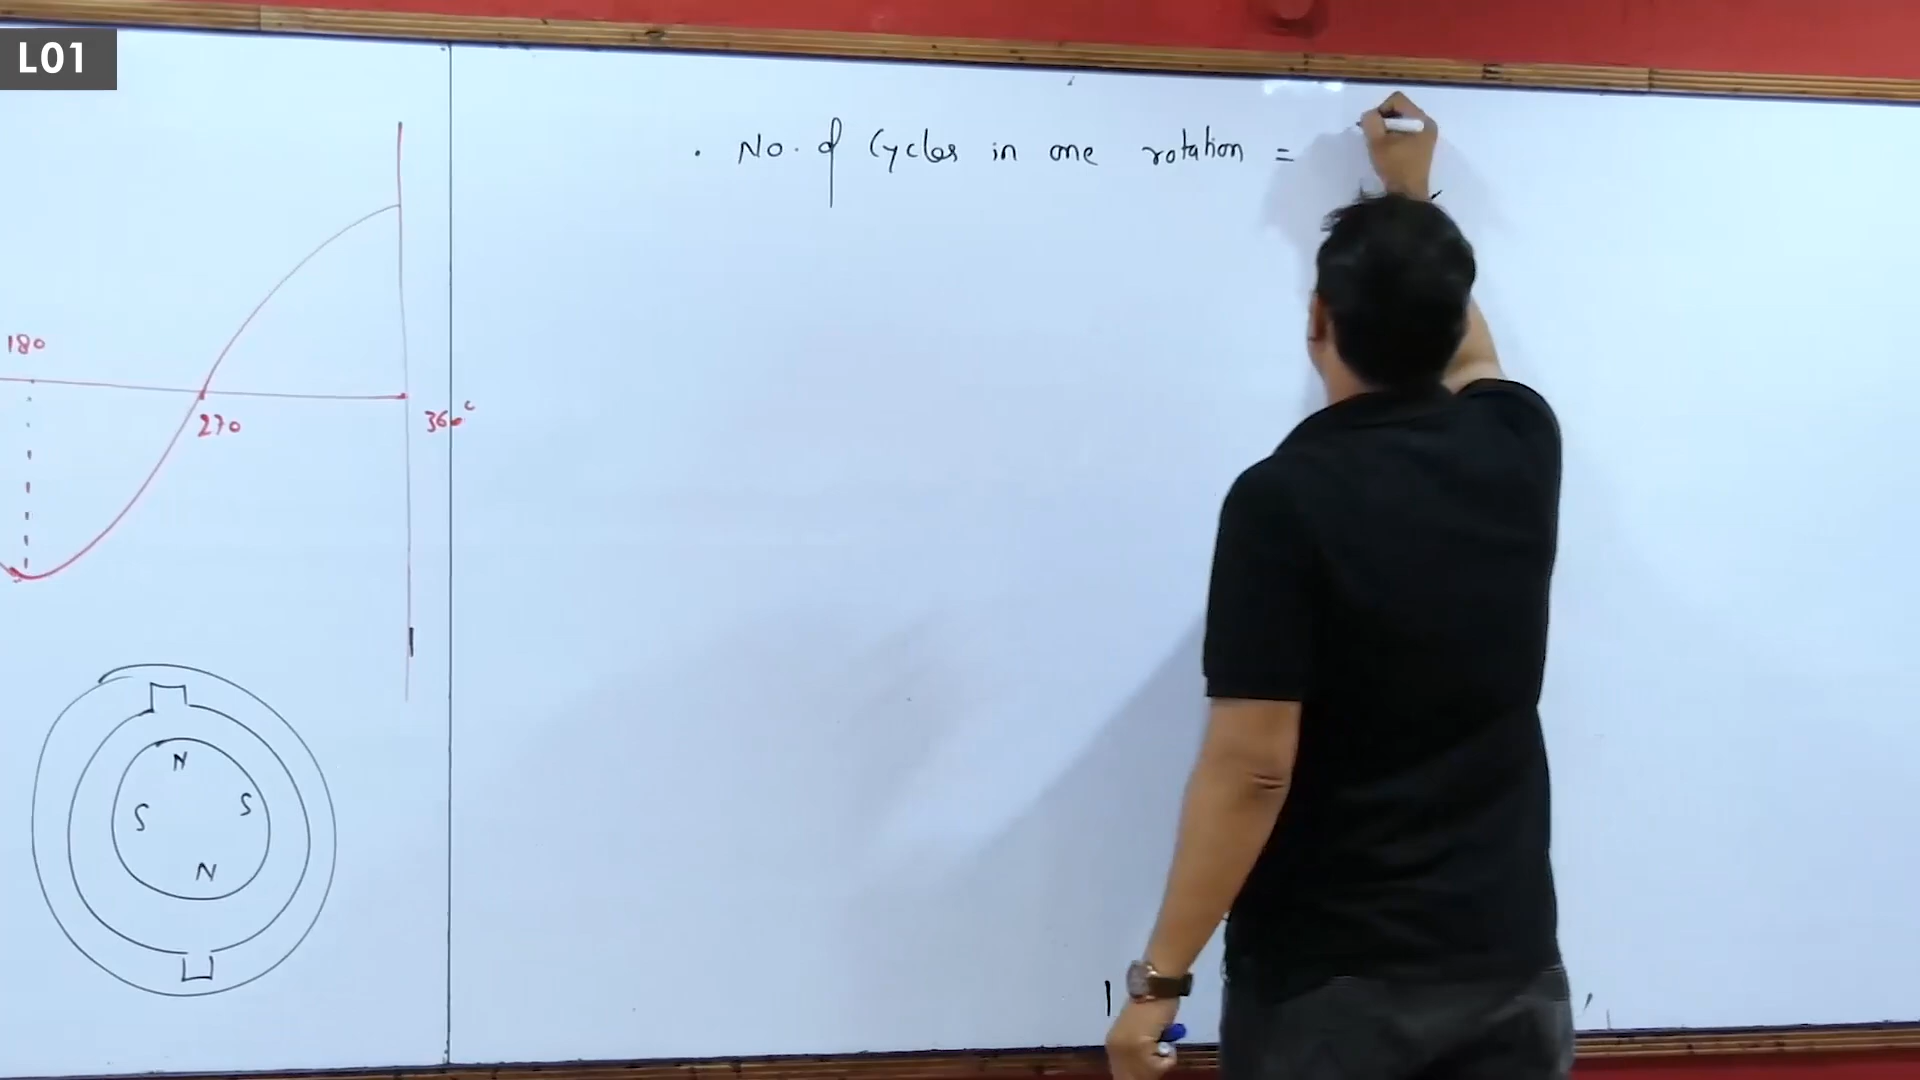 L01
. No. of Cycles in one rotation =
180
270
360°
N
S S
N